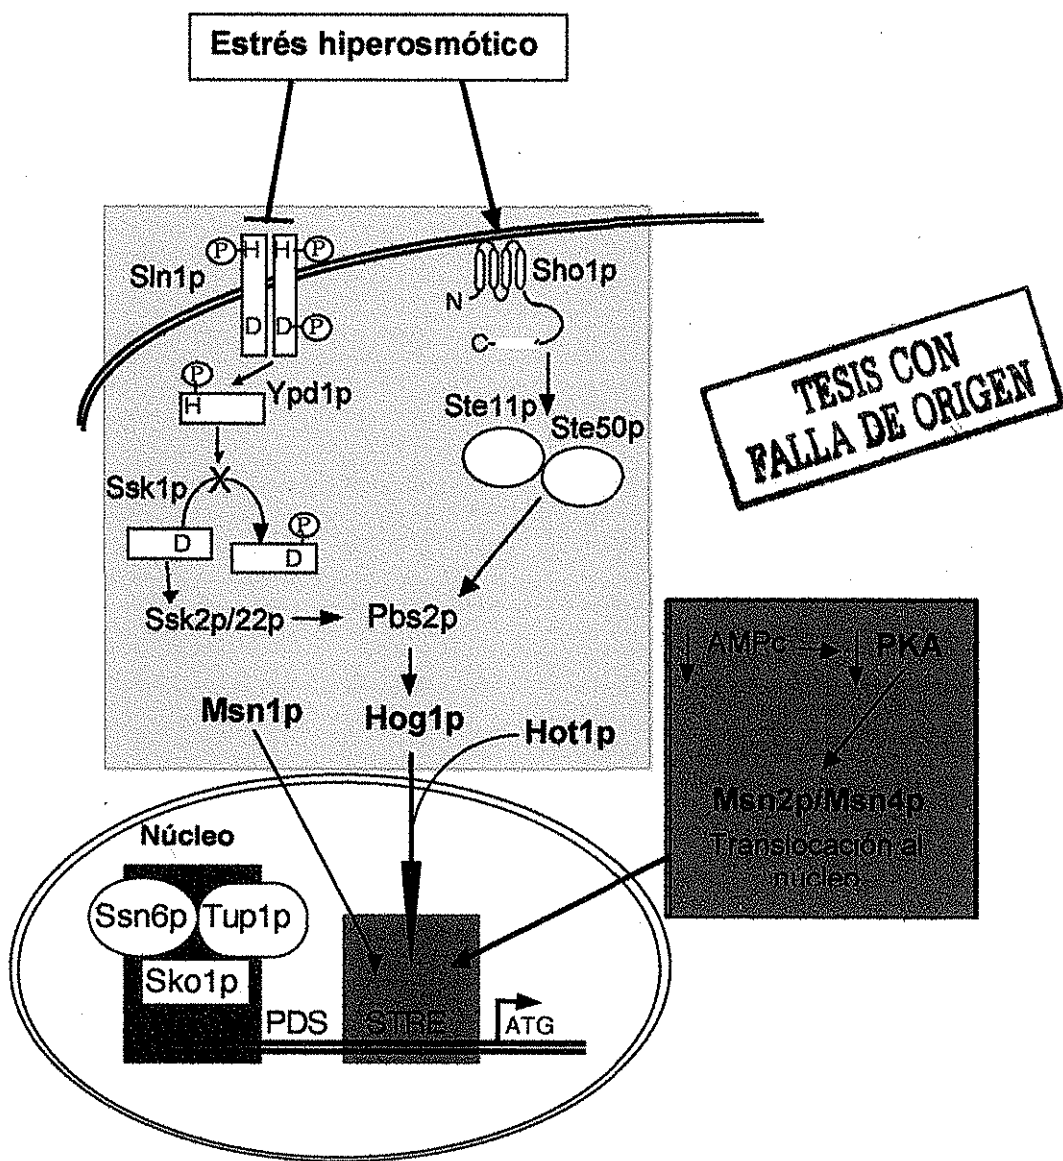 Estrés hiperosmótico
P H H P
Sln1p
Sho1p
N
D D P
C
P
H
Ypd1p
Ste11p
Ste50p
TESIS CON
FALLA DE ORIGEN
Ssk1p
X
P
D
D
Ssk2p/22p
Pbs2p
AMPc
PKA
Msn1p
Hog1p
Hot1p
Msn2p/Msn4p
Translocación al
núcleo
Núcleo
Ssn6p
Tup1p
Sko1p
PDS
STRE
ATG